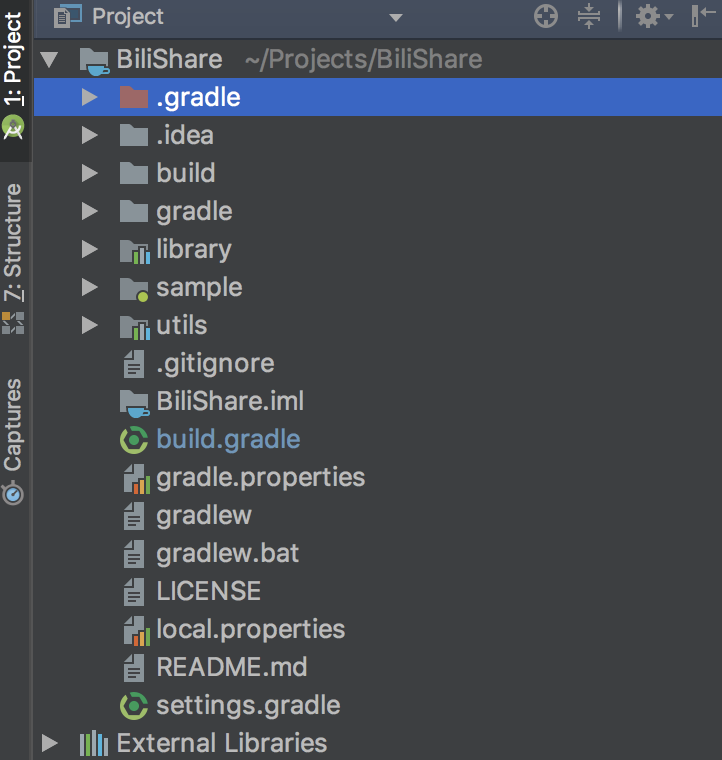 Project
1: Project
Z: Structure
Captures
BiliShare ~/Projects/BiliShare
.gradle
.idea
build
gradle
library
sample
utils
.gitignore
BiliShare.iml
build.gradle
gradle.properties
gradlew
gradlew.bat
LICENSE
local.properties
README.md
settings.gradle
External Libraries